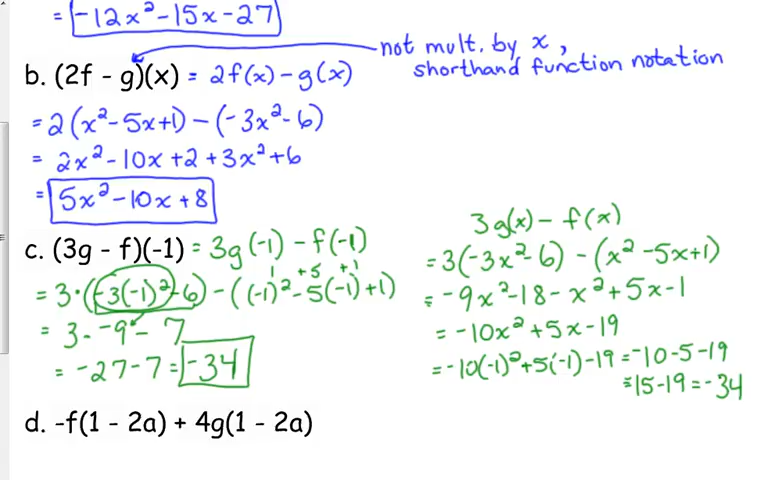 = -12x² - 15x - 27
not mult. by x,
shorthand function notation
b. (2f - g)(x) = 2f(x) - g(x)
= 2(x² - 5x + 1) - (-3x² - 6)
= 2x² - 10x + 2 + 3x² + 6
= 5x² - 10x + 8
c. (3g - f)(-1) = 3g(-1) - f(-1)
1 +5 +1
= 3·(-3(-1)² - 6) - ((-1)² - 5(-1) + 1)
= 3·-9 - 7
= -27 - 7 = -34
3g(x) - f(x)
= 3(-3x² - 6) - (x² - 5x + 1)
= -9x² - 18 - x² + 5x - 1
= -10x² + 5x - 19
= -10(-1)² + 5(-1) - 19 = -10 - 5 - 19
= 15 - 19 = -34
d. -f(1 - 2a) + 4g(1 - 2a)